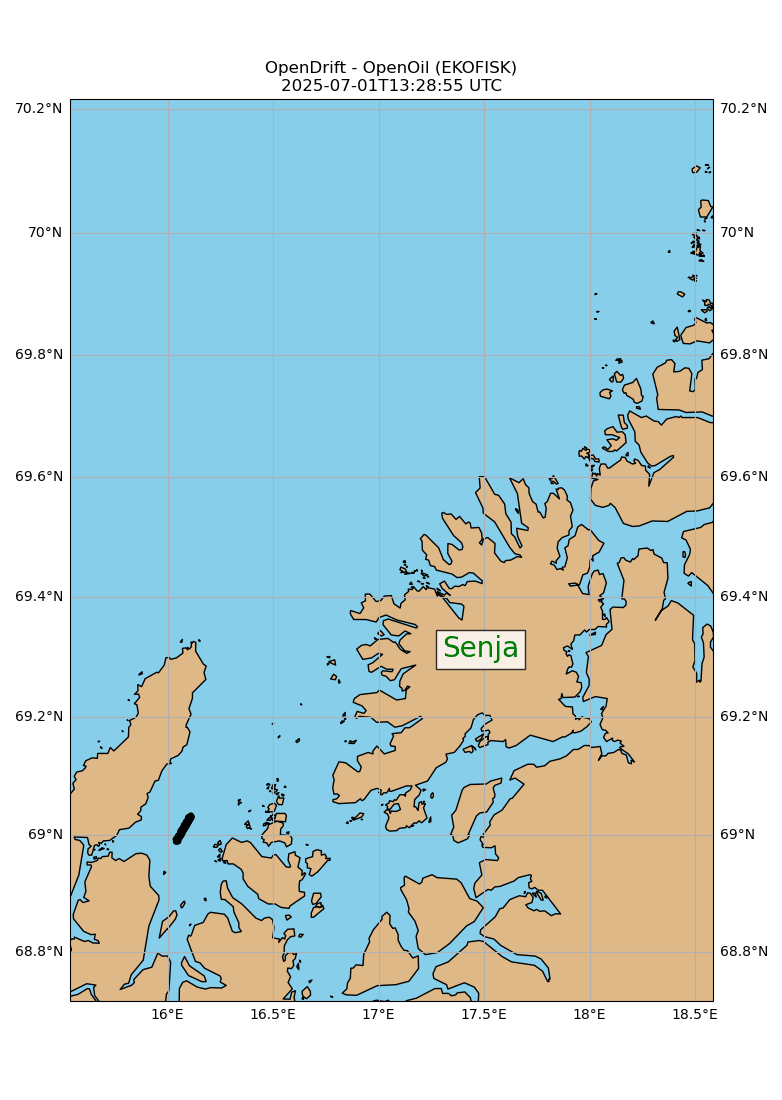 OpenDrift - OpenOil (EKOFISK)
2025-07-01T13:28:55 UTC
70.2°N 70.2°N
70°N 70°N
69.8°N 69.8°N
69.6°N 69.6°N
69.4°N 69.4°N
Senja
69.2°N 69.2°N
69°N 69°N
68.8°N 68.8°N
16°E 16.5°E 17°E 17.5°E 18°E 18.5°E